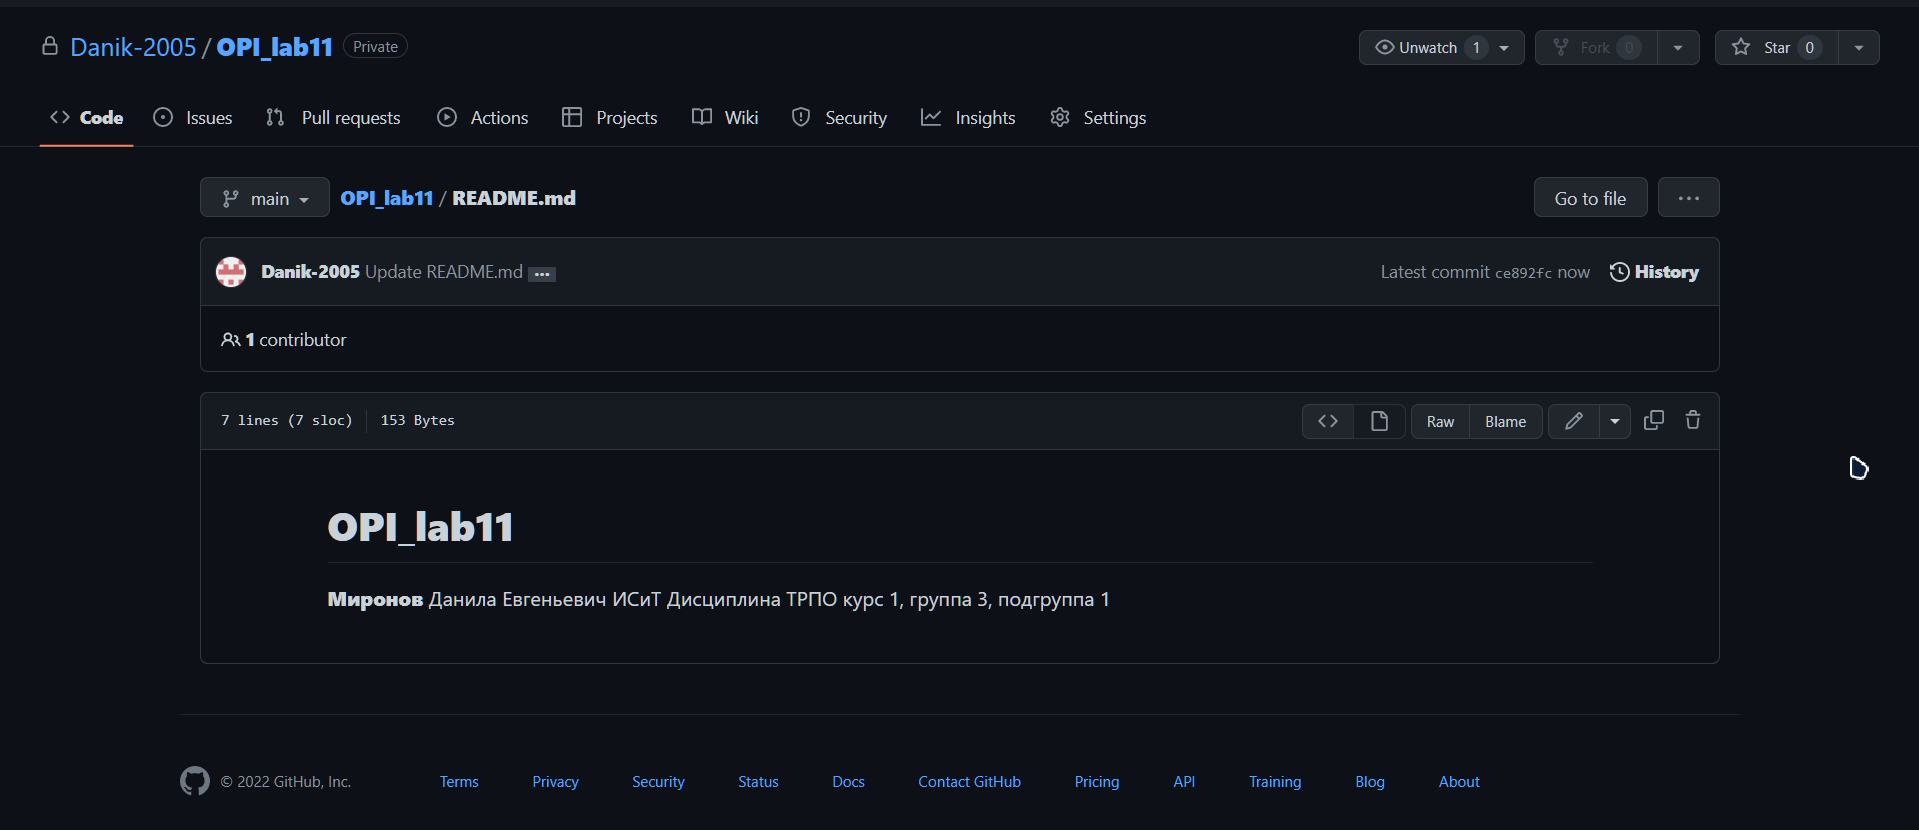 Danik-2005 / OPI_lab11 Private Unwatch 1 Fork 0 Star 0
Code Issues Pull requests Actions Projects Wiki Security Insights Settings
main OPI_lab11 / README.md Go to file ...
Danik-2005 Update README.md ... Latest commit ce892fc now History
1 contributor
7 lines (7 sloc) 153 Bytes <> Raw Blame
OPI_lab11
Миронов Данила Евгеньевич ИСиТ Дисциплина ТРПО курс 1, группа 3, подгруппа 1
© 2022 GitHub, Inc. Terms Privacy Security Status Docs Contact GitHub Pricing API Training Blog About